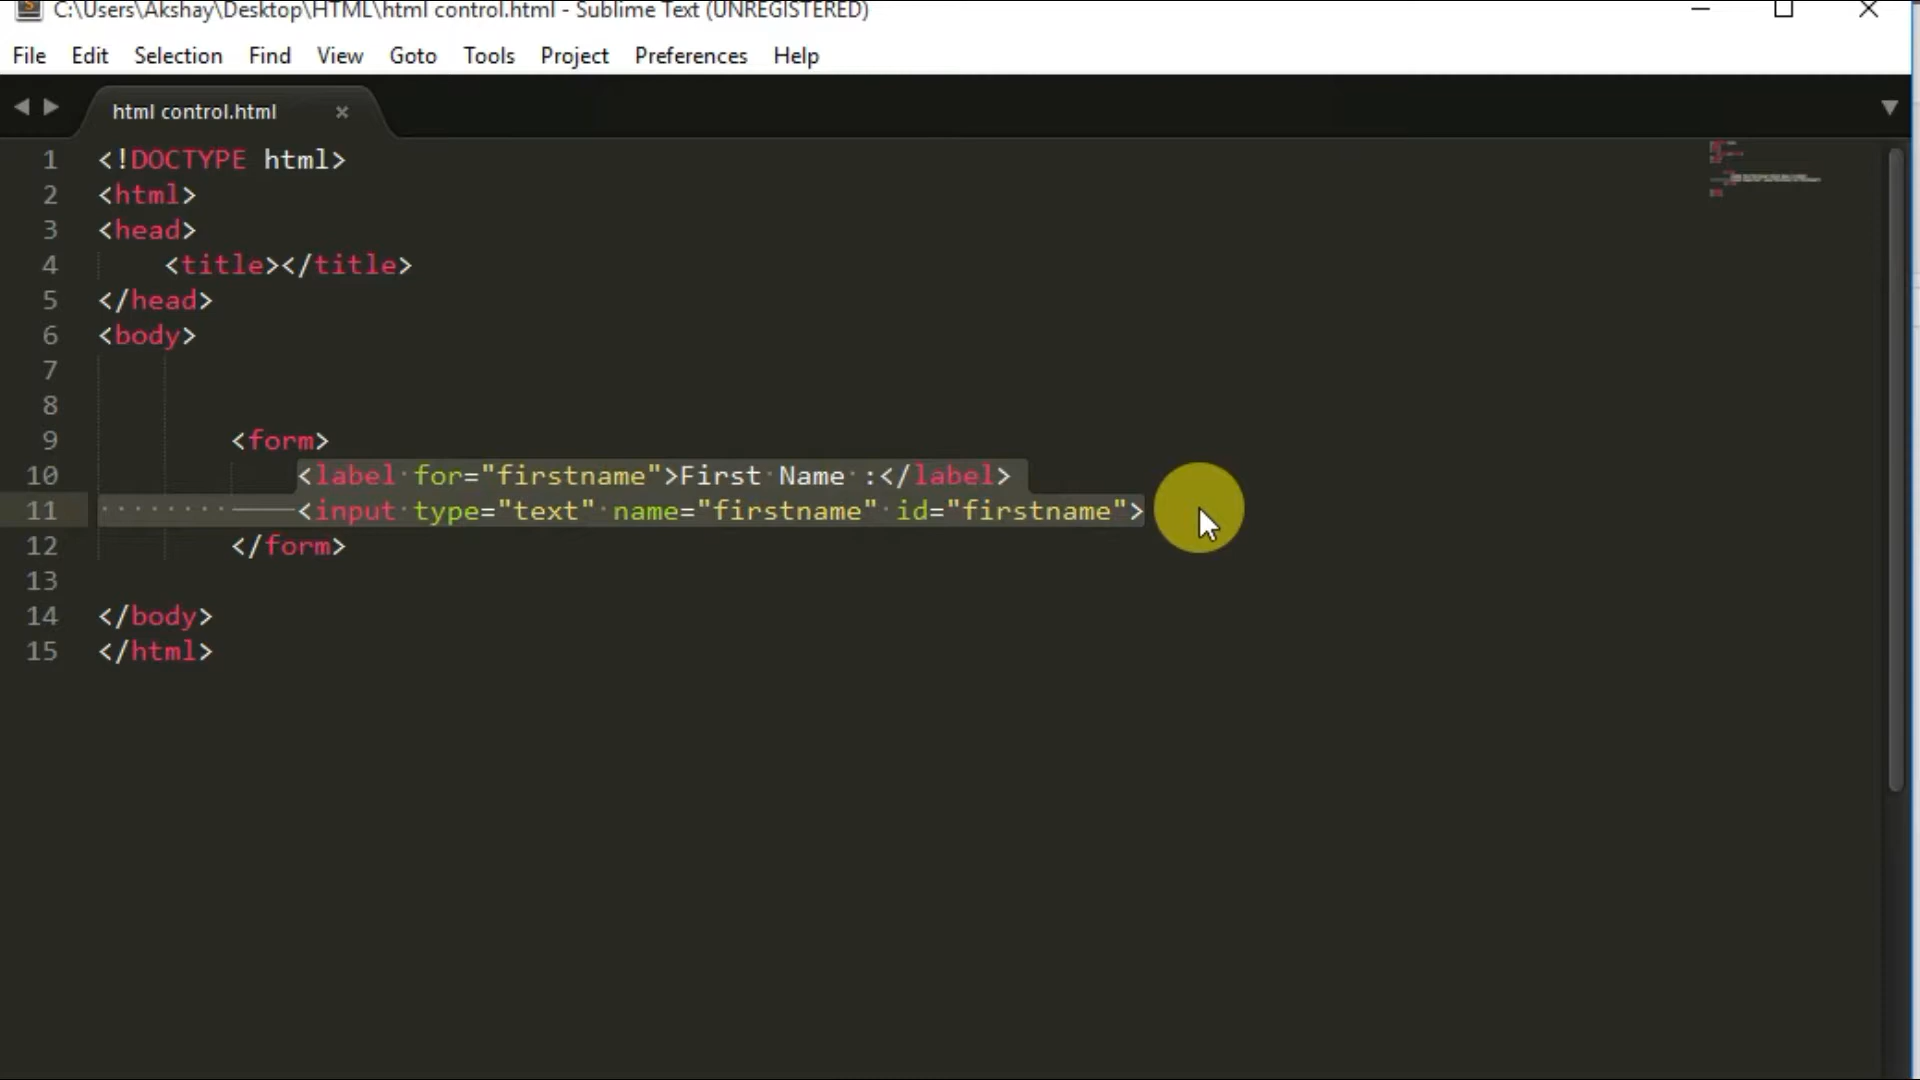 C:\Users\Akshay\Desktop\HTML\html control.html - Sublime Text (UNREGISTERED)
File Edit Selection Find View Goto Tools Project Preferences Help
html control.html
1 <!DOCTYPE html>
2 <html>
3 <head>
4 <title></title>
5 </head>
6 <body>
7
8
9 <form>
10 <label for="firstname">First Name :</label>
11 <input type="text" name="firstname" id="firstname">
12 </form>
13
14 </body>
15 </html>